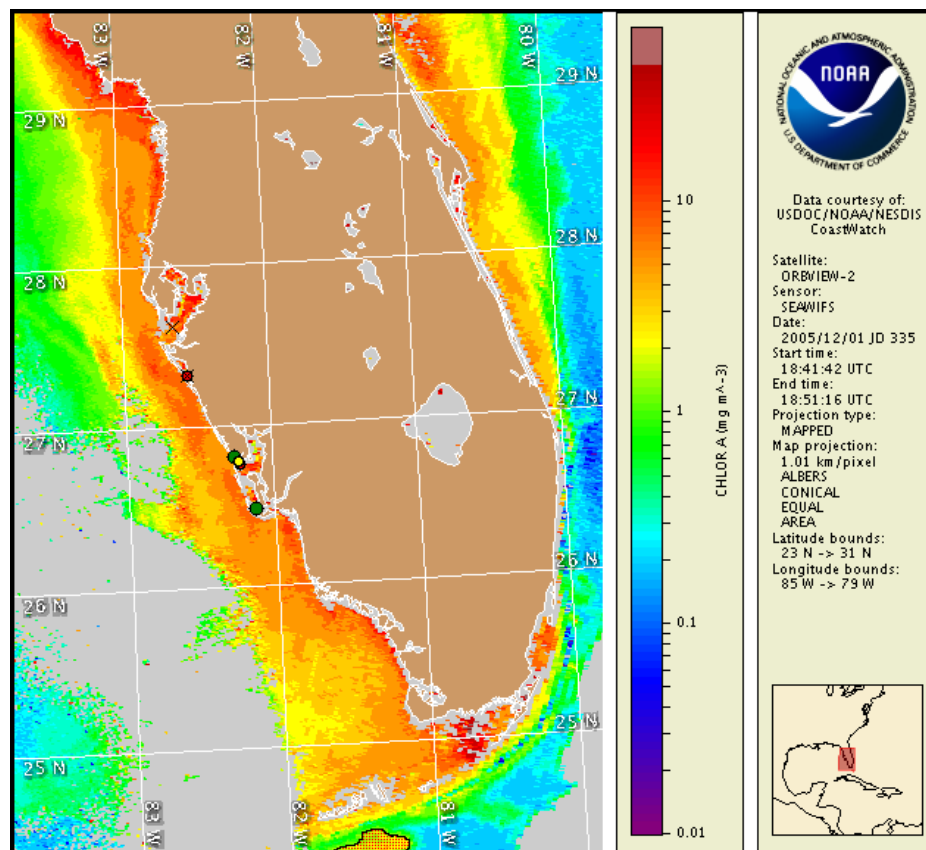 83 W
82 W
81 W
80 W
29 N
29 N
28 N
28 N
27 N
27 N
26 N
26 N
25 N
25 N
83 W
82 W
81 W
10
1
0.1
0.01
CHLOR A (mg m^-3)
NATIONAL OCEANIC AND ATMOSPHERIC ADMINISTRATION
NOAA
U.S. DEPARTMENT OF COMMERCE
Data courtesy of:
USDOC/NOAA/NESDIS
CoastWatch
Satellite:
ORBVIEW-2
Sensor:
SEAWIFS
Date:
2005/12/01 JD 335
Start time:
18:41:42 UTC
End time:
18:51:16 UTC
Projection type:
MAPPED
Map projection:
1.01 km/pixel
ALBERS
CONICAL
EQUAL
AREA
Latitude bounds:
23 N -> 31 N
Longitude bounds:
85 W -> 79 W